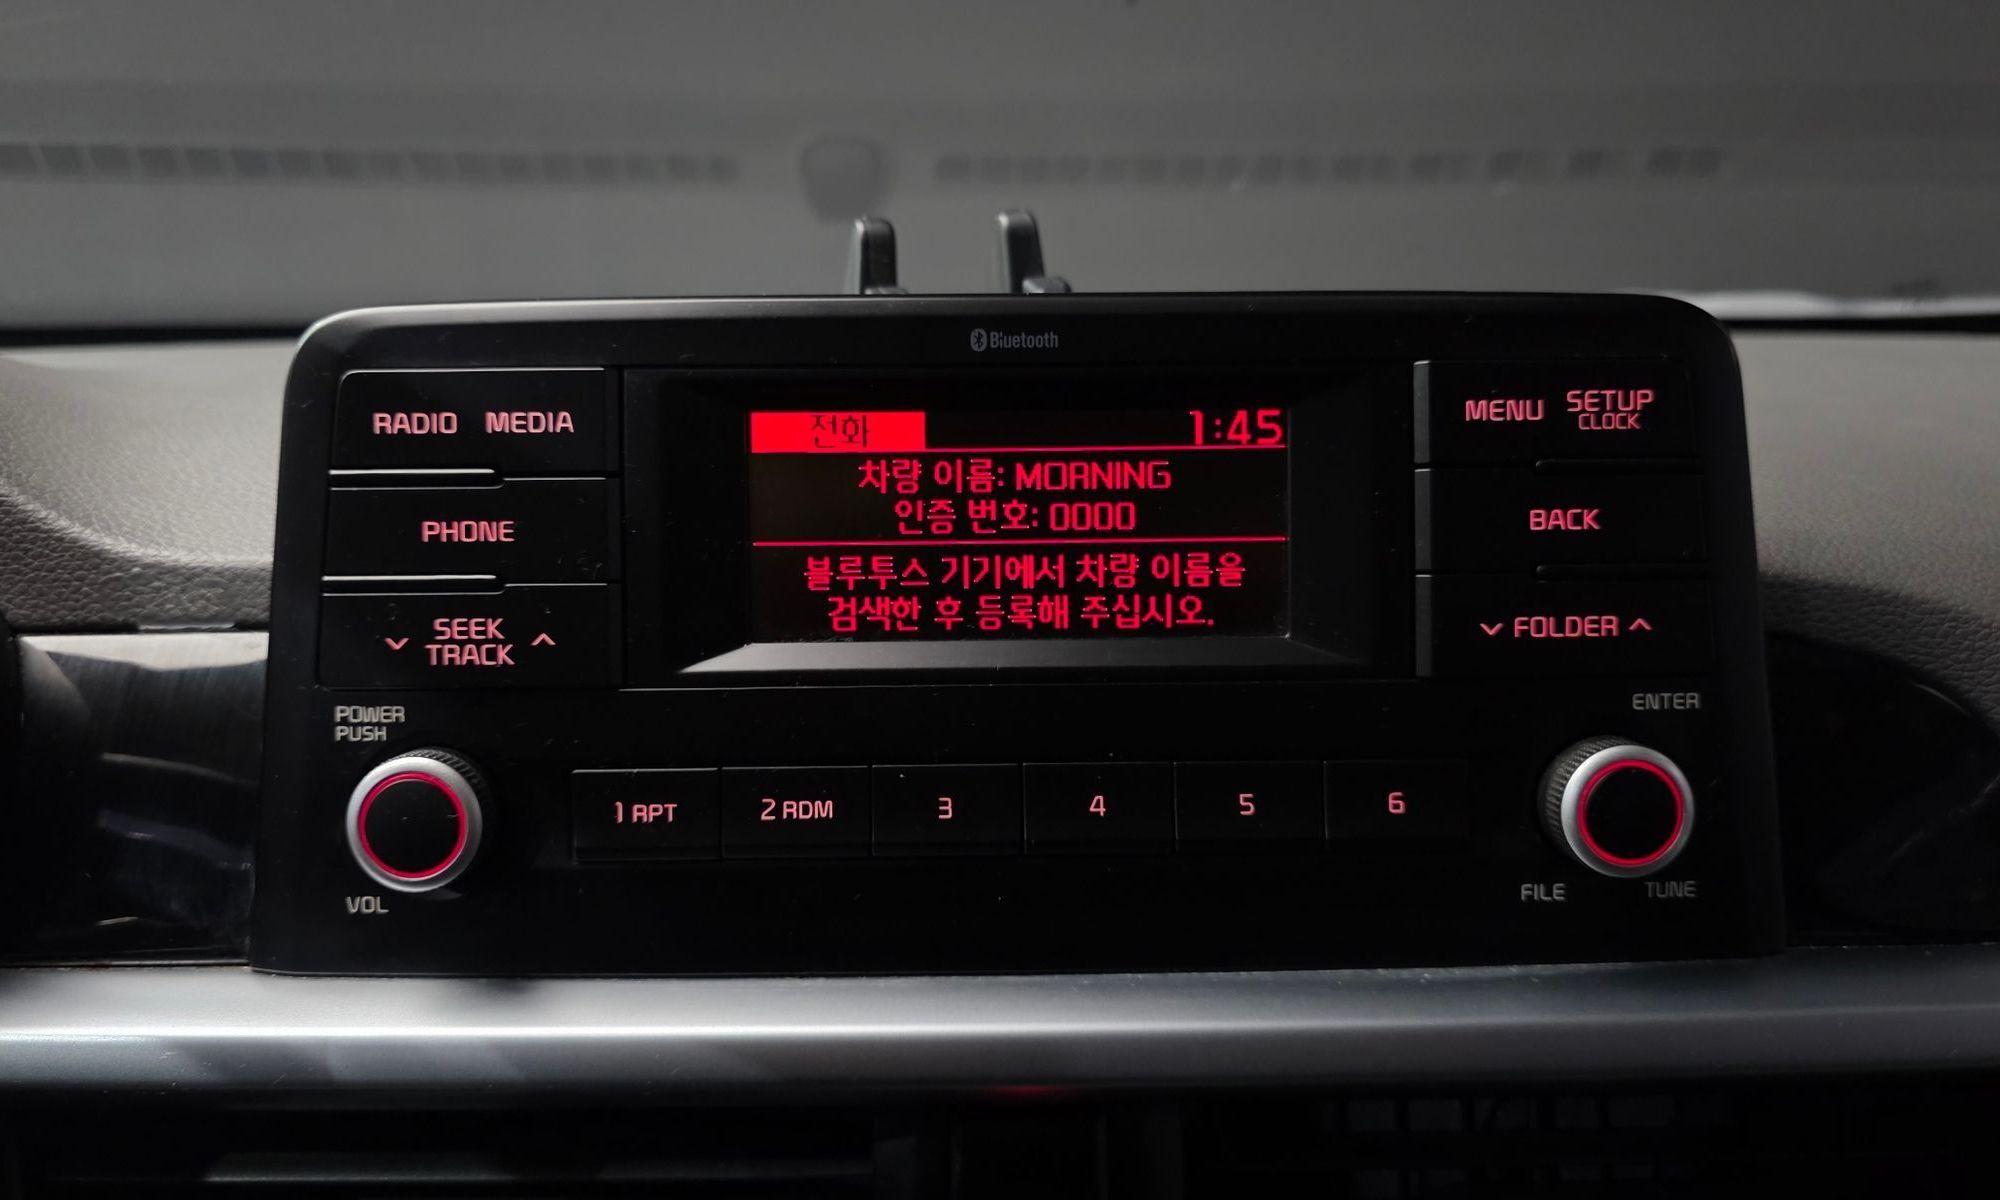 Bluetooth
RADIO MEDIA
PHONE
SEEK
TRACK
POWER
PUSH
VOL
전화 1:45
차량 이름: MORNING
인증 번호: 0000
블루투스 기기에서 차량 이름을
검색한 후 등록해 주십시오.
MENU SETUP
CLOCK
BACK
FOLDER
ENTER
FILE TUNE
1 RPT 2 RDM 3 4 5 6